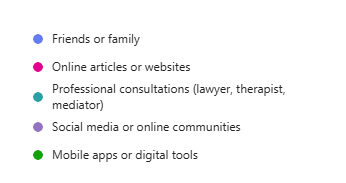 Friends or family
Online articles or websites
Professional consultations (lawyer, therapist,
mediator)
Social media or online communities
Mobile apps or digital tools